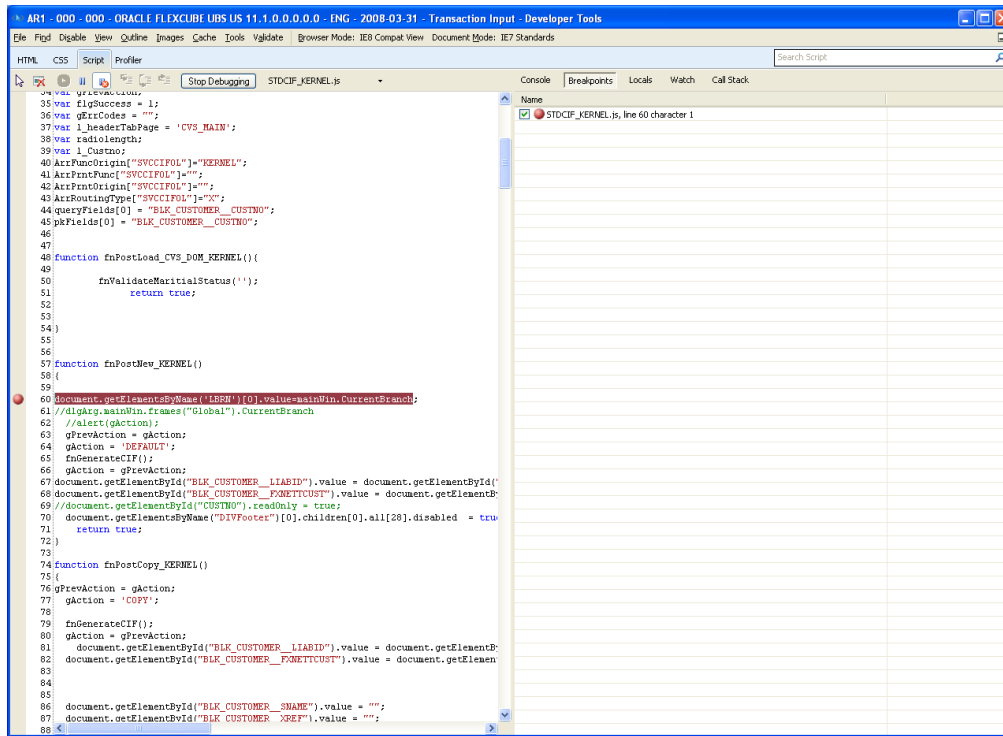 AR1 - 000 - 000 - ORACLE FLEXCUBE UBS US 11.1.0.0.0.0.0 - ENG - 2008-03-31 - Transaction Input - Developer Tools
File Find Disable View Outline Images Cache Tools Validate Browser Mode: IE8 Compat View Document Mode: IE7 Standards
HTML CSS Script Profiler Search Script
Stop Debugging STDCIF_KERNEL.js Console Breakpoints Locals Watch Call Stack
Name
STDCIF_KERNEL.js, line 60 character 1
34 var gPrevAction;
35 var flgSuccess = 1;
36 var gErrCodes = "";
37 var l_headerTabPage = 'CVS_MAIN';
38 var radiolength;
39 var l_Custno;
40 ArrFuncOrigin["SVCCIFOL"]="KERNEL";
41 ArrPrntFunc["SVCCIFOL"]="";
42 ArrPrntOrigin["SVCCIFOL"]="";
43 ArrRoutingType["SVCCIFOL"]="X";
44 queryFields[0] = "BLK_CUSTOMER__CUSTNO";
45 pkFields[0] = "BLK_CUSTOMER__CUSTNO";
46
47
48 function fnPostLoad_CVS_DOM_KERNEL(){
49
50 fnValidateMaritialStatus('');
51 return true;
52
53
54 }
55
56
57 function fnPostNew_KERNEL()
58 {
59
60 document.getElementsByName('LBRN')[0].value=mainWin.CurrentBranch;
61 //dlgArg.mainWin.frames("Global").CurrentBranch
62 //alert(gAction);
63 gPrevAction = gAction;
64 gAction = 'DEFAULT';
65 fnGenerateCIF();
66 gAction = gPrevAction;
67 document.getElementById("BLK_CUSTOMER__LIABID").value = document.getElementById("
68 document.getElementById("BLK_CUSTOMER__FXNETTCUST").value = document.getElementBy
69 //document.getElementById("CUSTNO").readOnly = true;
70 document.getElementsByName("DIVFooter")[0].children[0].all[28].disabled = tru
71 return true;
72 }
73
74 function fnPostCopy_KERNEL()
75 {
76 gPrevAction = gAction;
77 gAction = 'COPY';
78
79 fnGenerateCIF();
80 gAction = gPrevAction;
81 document.getElementById("BLK_CUSTOMER__LIABID").value = document.getElementBy
82 document.getElementById("BLK_CUSTOMER__FXNETTCUST").value = document.getElemen
83
84
85
86 document.getElementById("BLK_CUSTOMER__SNAME").value = "";
87 document.getElementById("BLK_CUSTOMER__XREF").value = "";
88